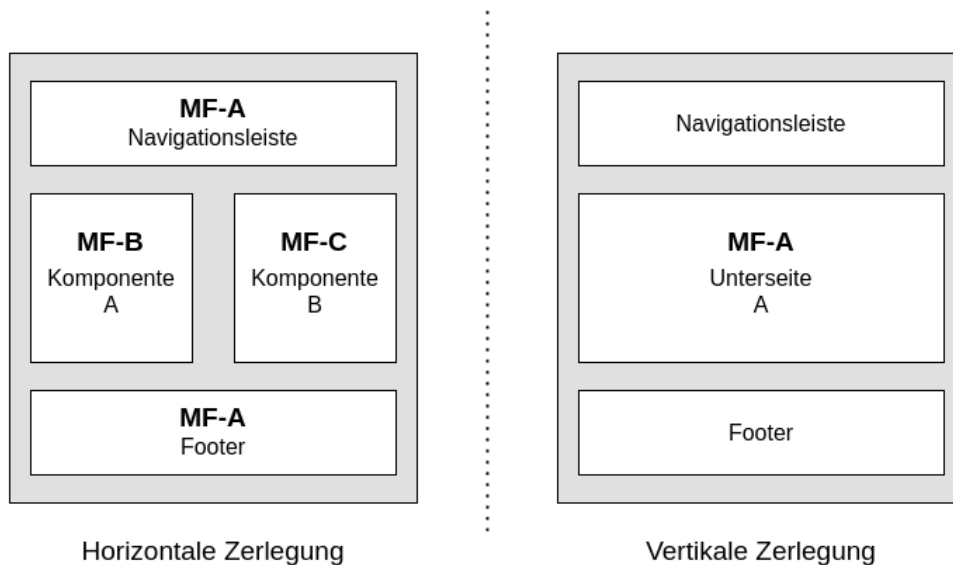 MF-A
Navigationsleiste
MF-B
Komponente
A
MF-C
Komponente
B
MF-A
Footer
Horizontale Zerlegung
Navigationsleiste
MF-A
Unterseite
A
Footer
Vertikale Zerlegung